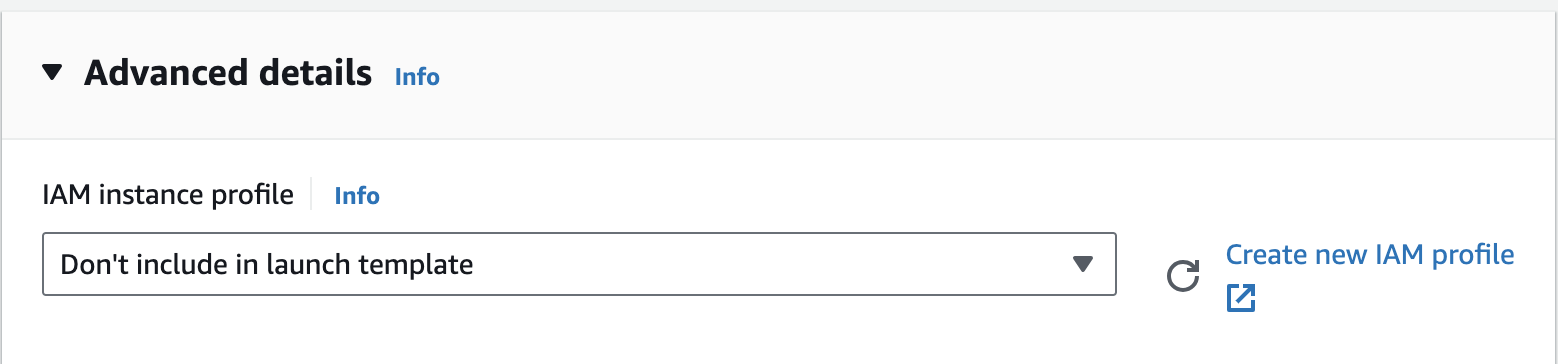 Advanced details Info
IAM instance profile Info
Don't include in launch template
Create new IAM profile